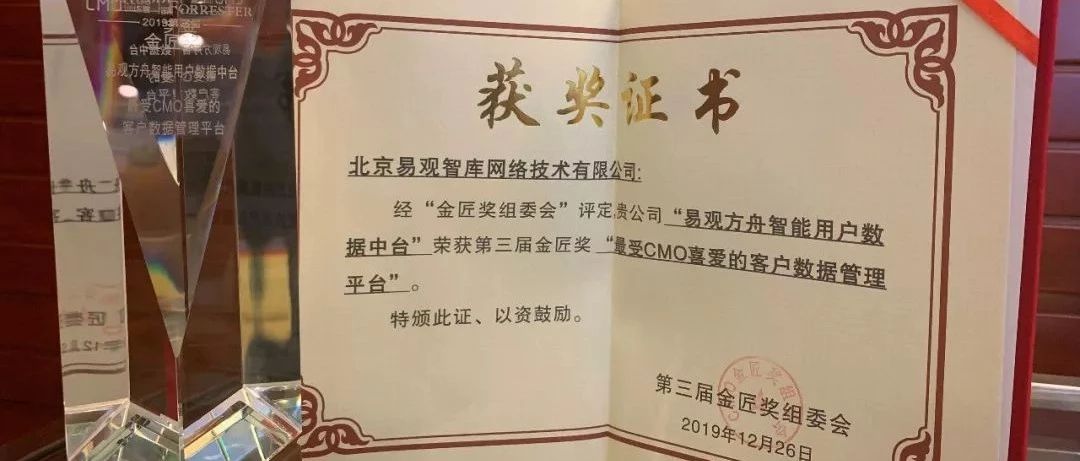 FORRESTER
金匠
易观方舟智能用户数据中台
最受CMO喜爱的
客户数据管理平台
获奖证书
北京易观智库网络技术有限公司:
经“金匠奖组委会”评定贵公司“易观方舟智能用户数
据中台”荣获第三届金匠奖“最受CMO喜爱的客户数据管理
平台”。
特颁此证、以资鼓励。
第三届金匠奖组委会
2019年12月26日